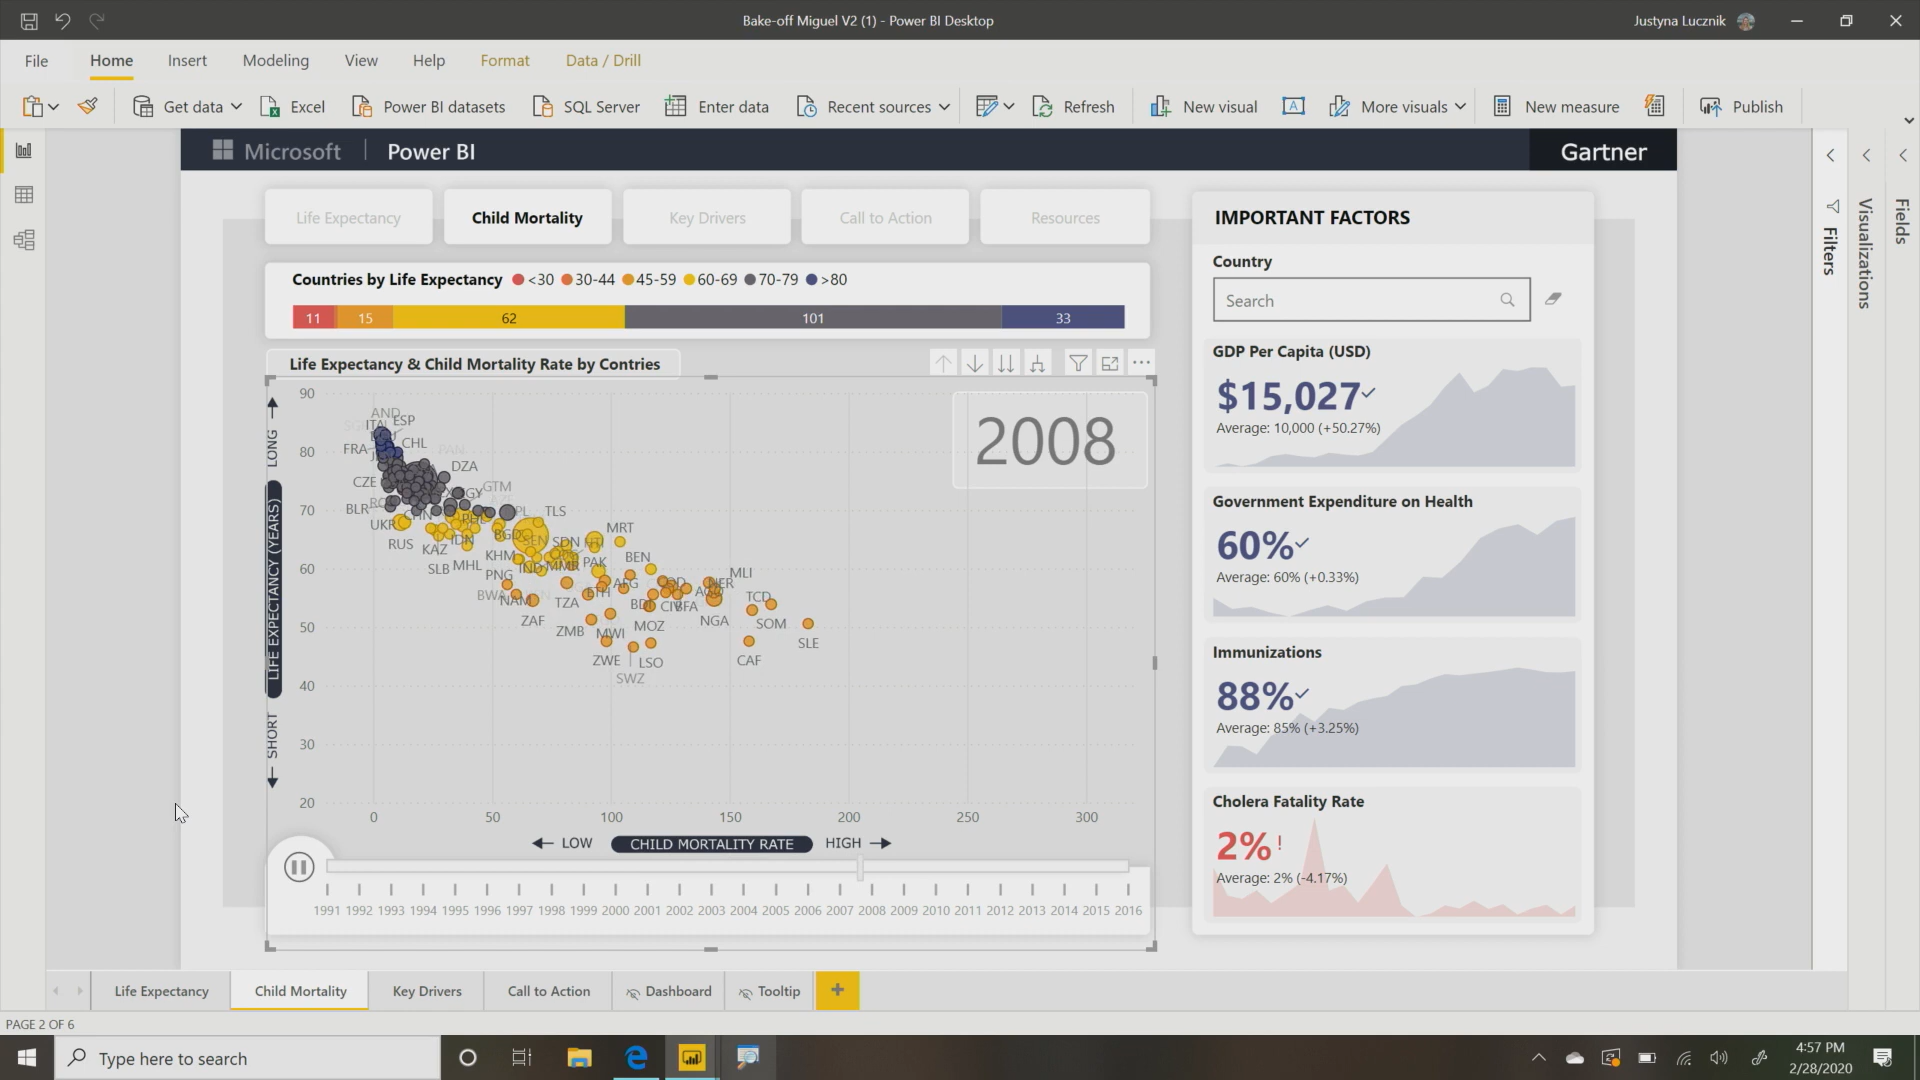 Bake-off Miguel V2 (1) - Power BI Desktop
Justyna Lucznik
File Home Insert Modeling View Help Format Data / Drill
Get data Excel Power BI datasets SQL Server Enter data Recent sources Refresh New visual More visuals New measure Publish
Microsoft | Power BI
Gartner
Life Expectancy
Child Mortality
Key Drivers
Call to Action
Resources
Countries by Life Expectancy <30 30-44 45-59 60-69 70-79 >80
11 15 62 101 33
Life Expectancy & Child Mortality Rate by Contries
2008
LONG
LIFE EXPECTANCY (YEARS)
SHORT
90
80
70
60
50
40
30
20
AND
ITA
ESP
FRA
CHL
PAN
DZA
CZE
GTM
BLR
TLS
UKR
CHN
RUS
KAZ
IDN
BGD
SDN
MRT
SLB
MHL
KHM
IND
MMR
PAK
BEN
PNG
AFG
MLI
BWA
NAM
ETH
TZA
BDI
CIV
BFA
NER
TCD
ZAF
ZMB
MWI
MOZ
NGA
SOM
SLE
ZWE
LSO
CAF
SWZ
0 50 100 150 200 250 300
LOW CHILD MORTALITY RATE HIGH
1991 1992 1993 1994 1995 1996 1997 1998 1999 2000 2001 2002 2003 2004 2005 2006 2007 2008 2009 2010 2011 2012 2013 2014 2015 2016
IMPORTANT FACTORS
Country
Search
GDP Per Capita (USD)
$15,027
Average: 10,000 (+50.27%)
Government Expenditure on Health
60%
Average: 60% (+0.33%)
Immunizations
88%
Average: 85% (+3.25%)
Cholera Fatality Rate
2% !
Average: 2% (-4.17%)
Filters
Visualizations
Fields
Life Expectancy Child Mortality Key Drivers Call to Action Dashboard Tooltip +
PAGE 2 OF 6
Type here to search
4:57 PM
2/28/2020